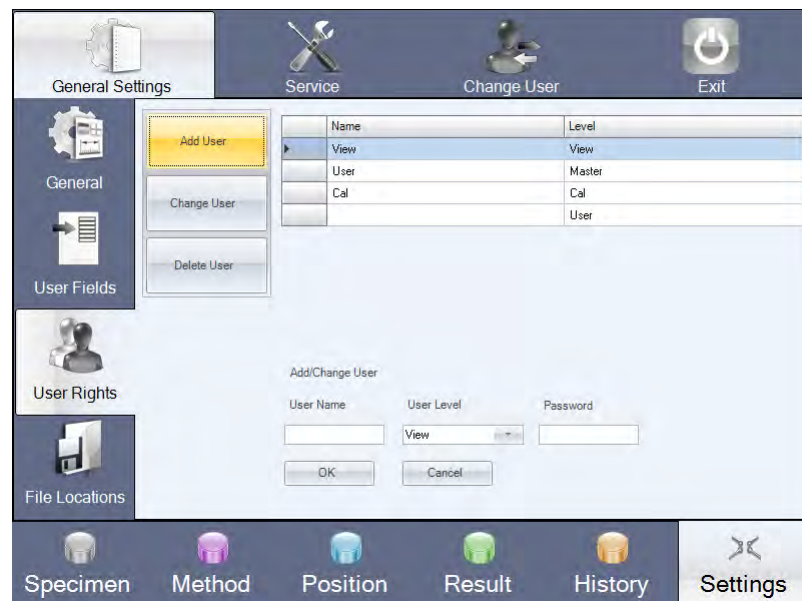 General Settings
Service
Change User
Exit
General
User Fields
User Rights
File Locations
Add User
Change User
Delete User
Name Level
View View
User Master
Cal Cal
User
Add/Change User
User Name User Level Password
View
OK Cancel
Specimen Method Position Result History Settings